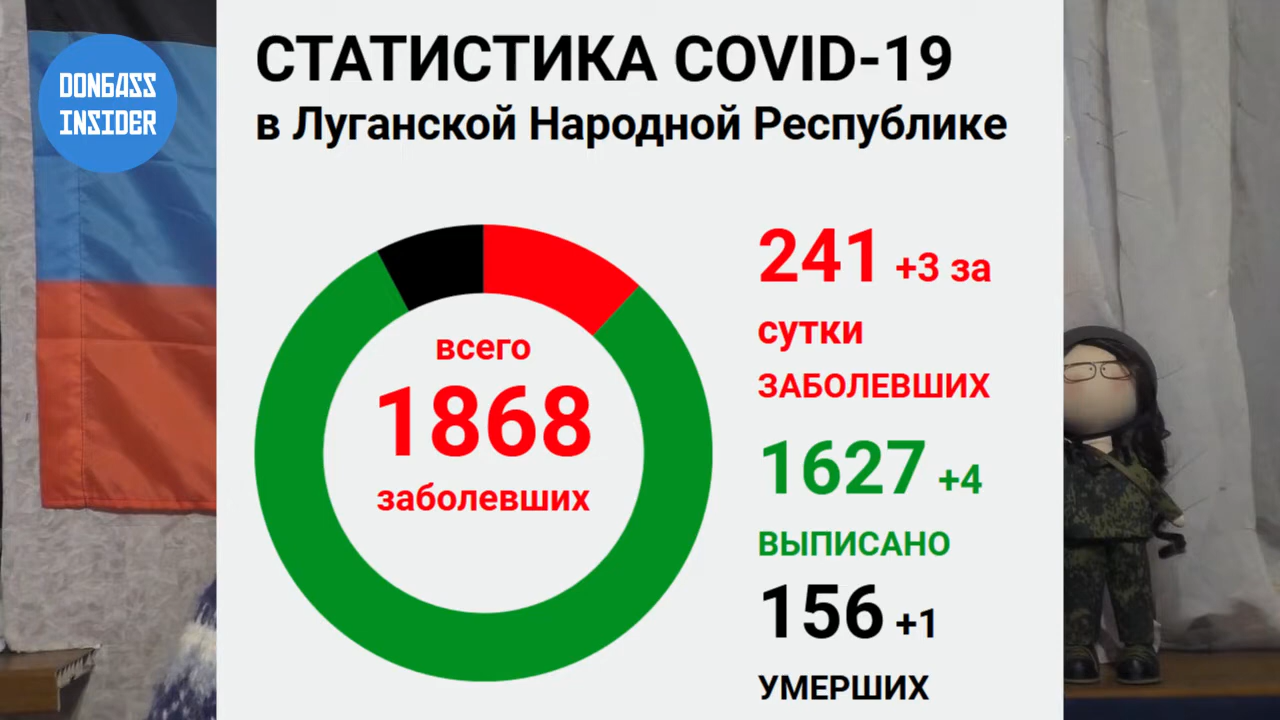 DONБASS
INSIDER
СТАТИСТИКА COVID-19
в Луганской Народной Республике
всего
1868
заболевших
241 +3 за
сутки
ЗАБОЛЕВШИХ
1627 +4
ВЫПИСАНО
156 +1
УМЕРШИХ